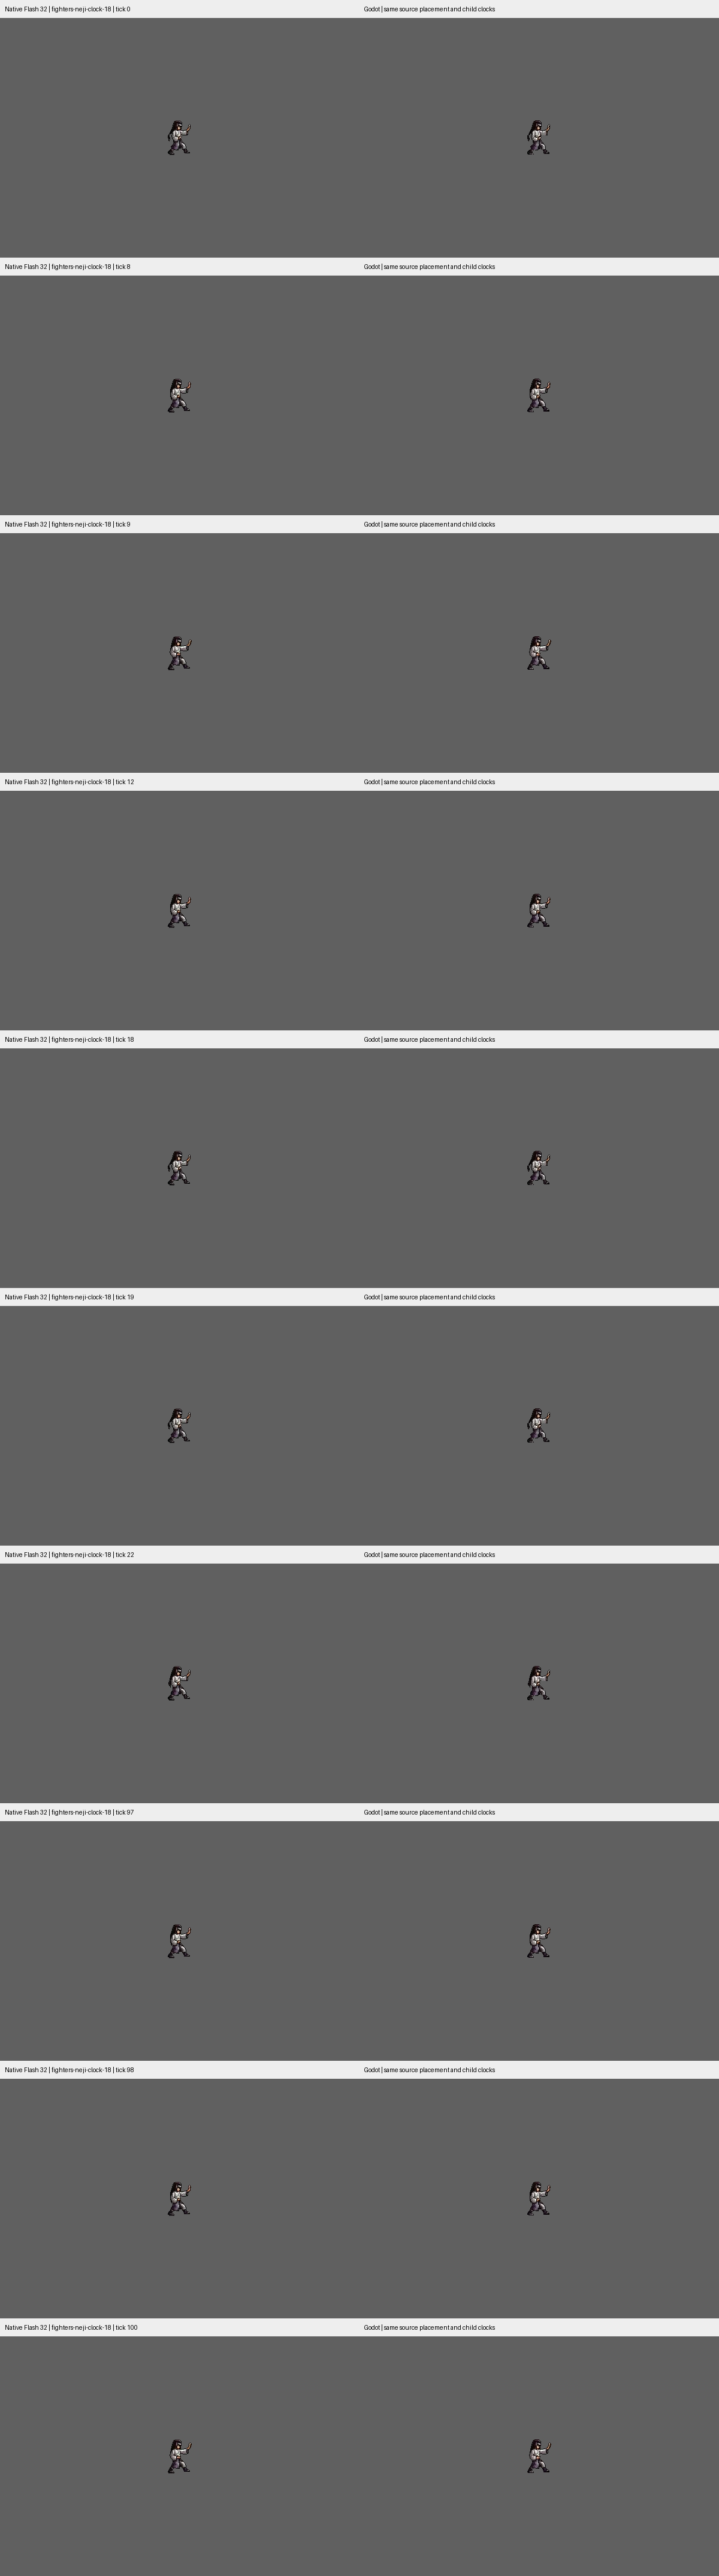 Native Flash 32 | fighters-neji-clock-18 | tick 0
Godot | same source placement and child clocks
Native Flash 32 | fighters-neji-clock-18 | tick 8
Godot | same source placement and child clocks
Native Flash 32 | fighters-neji-clock-18 | tick 9
Godot | same source placement and child clocks
Native Flash 32 | fighters-neji-clock-18 | tick 12
Godot | same source placement and child clocks
Native Flash 32 | fighters-neji-clock-18 | tick 18
Godot | same source placement and child clocks
Native Flash 32 | fighters-neji-clock-18 | tick 19
Godot | same source placement and child clocks
Native Flash 32 | fighters-neji-clock-18 | tick 22
Godot | same source placement and child clocks
Native Flash 32 | fighters-neji-clock-18 | tick 97
Godot | same source placement and child clocks
Native Flash 32 | fighters-neji-clock-18 | tick 98
Godot | same source placement and child clocks
Native Flash 32 | fighters-neji-clock-18 | tick 100
Godot | same source placement and child clocks